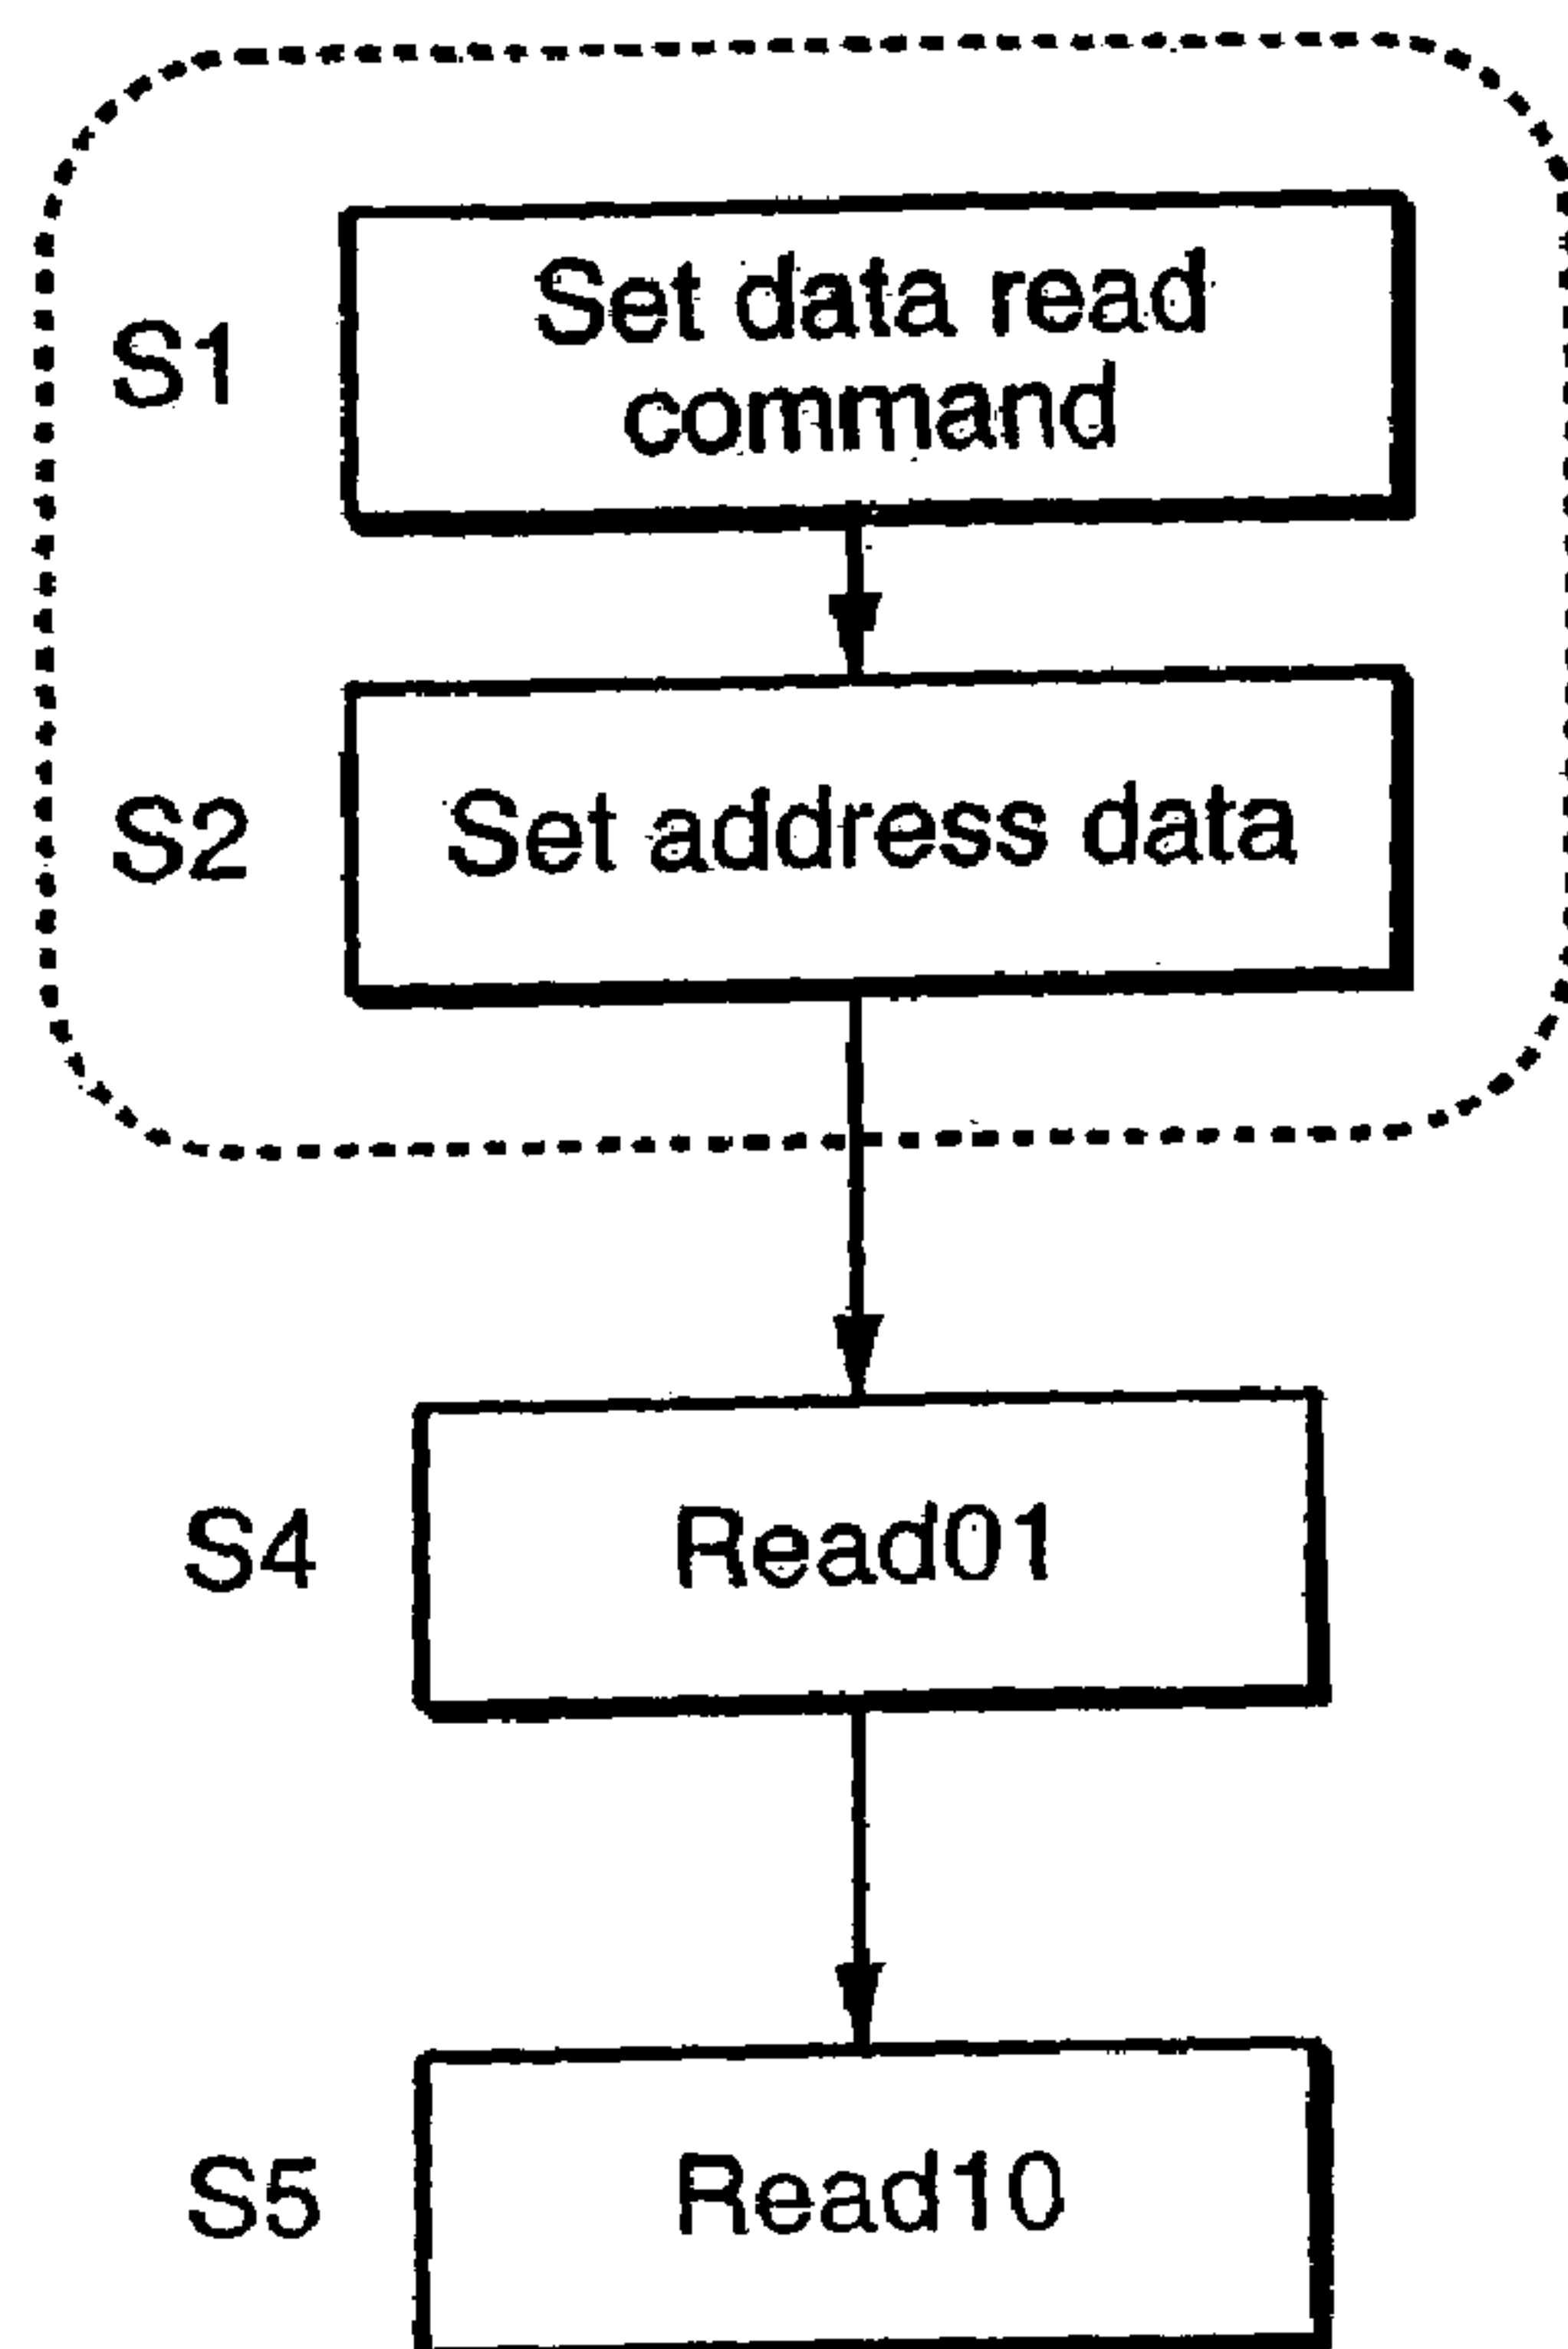 Set data read
S1
command
S2 Set address data
S4 Read01
S5 Read10